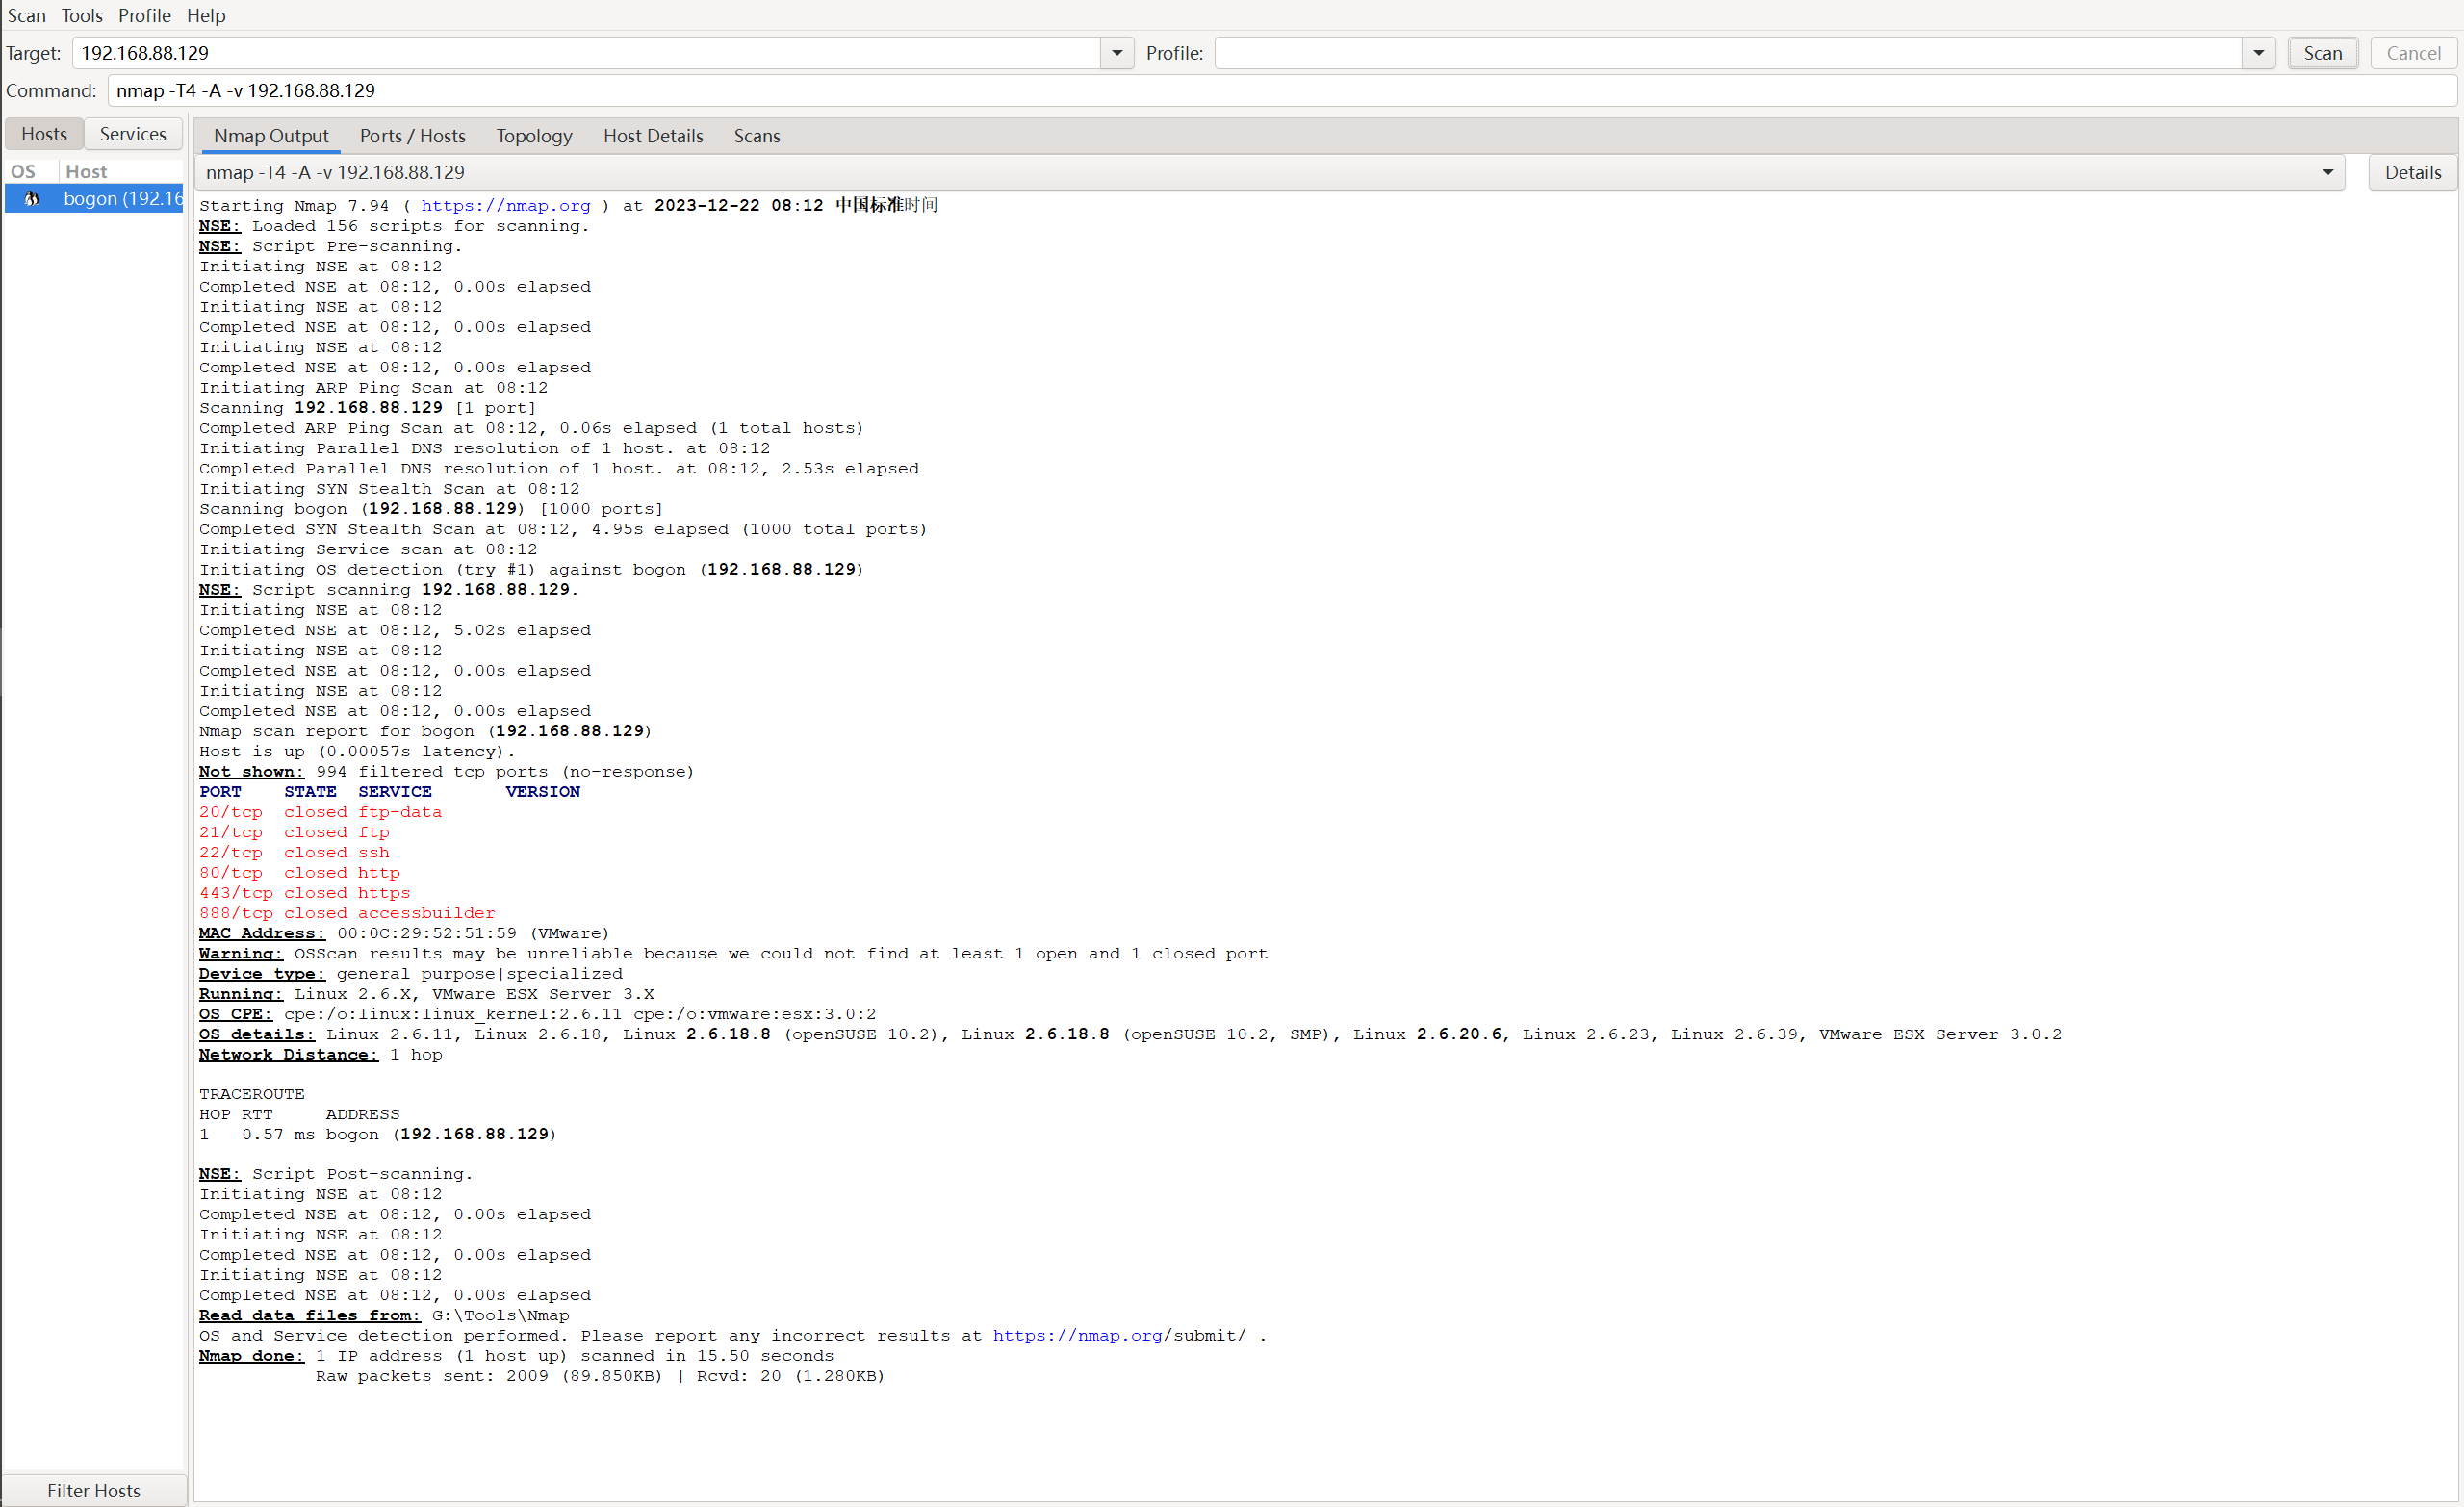 Scan Tools Profile Help
Target: 192.168.88.129 Profile: Scan Cancel
Command: nmap -T4 -A -v 192.168.88.129
Hosts Services
OS Host
bogon (192.16
Nmap Output Ports / Hosts Topology Host Details Scans
nmap -T4 -A -v 192.168.88.129 Details
Starting Nmap 7.94 ( https://nmap.org ) at 2023-12-22 08:12 中国标准时间
NSE: Loaded 156 scripts for scanning.
NSE: Script Pre-scanning.
Initiating NSE at 08:12
Completed NSE at 08:12, 0.00s elapsed
Initiating NSE at 08:12
Completed NSE at 08:12, 0.00s elapsed
Initiating NSE at 08:12
Completed NSE at 08:12, 0.00s elapsed
Initiating ARP Ping Scan at 08:12
Scanning 192.168.88.129 [1 port]
Completed ARP Ping Scan at 08:12, 0.06s elapsed (1 total hosts)
Initiating Parallel DNS resolution of 1 host. at 08:12
Completed Parallel DNS resolution of 1 host. at 08:12, 2.53s elapsed
Initiating SYN Stealth Scan at 08:12
Scanning bogon (192.168.88.129) [1000 ports]
Completed SYN Stealth Scan at 08:12, 4.95s elapsed (1000 total ports)
Initiating Service scan at 08:12
Initiating OS detection (try #1) against bogon (192.168.88.129)
NSE: Script scanning 192.168.88.129.
Initiating NSE at 08:12
Completed NSE at 08:12, 5.02s elapsed
Initiating NSE at 08:12
Completed NSE at 08:12, 0.00s elapsed
Initiating NSE at 08:12
Completed NSE at 08:12, 0.00s elapsed
Nmap scan report for bogon (192.168.88.129)
Host is up (0.00057s latency).
Not shown: 994 filtered tcp ports (no-response)
PORT STATE SERVICE VERSION
20/tcp closed ftp-data
21/tcp closed ftp
22/tcp closed ssh
80/tcp closed http
443/tcp closed https
888/tcp closed accessbuilder
MAC Address: 00:0C:29:52:51:59 (VMware)
Warning: OSScan results may be unreliable because we could not find at least 1 open and 1 closed port
Device type: general purpose|specialized
Running: Linux 2.6.X, VMware ESX Server 3.X
OS CPE: cpe:/o:linux:linux_kernel:2.6.11 cpe:/o:vmware:esx:3.0:2
OS details: Linux 2.6.11, Linux 2.6.18, Linux 2.6.18.8 (openSUSE 10.2), Linux 2.6.18.8 (openSUSE 10.2, SMP), Linux 2.6.20.6, Linux 2.6.23, Linux 2.6.39, VMware ESX Server 3.0.2
Network Distance: 1 hop
TRACEROUTE
HOP RTT ADDRESS
1 0.57 ms bogon (192.168.88.129)
NSE: Script Post-scanning.
Initiating NSE at 08:12
Completed NSE at 08:12, 0.00s elapsed
Initiating NSE at 08:12
Completed NSE at 08:12, 0.00s elapsed
Initiating NSE at 08:12
Completed NSE at 08:12, 0.00s elapsed
Read data files from: G:\Tools\Nmap
OS and Service detection performed. Please report any incorrect results at https://nmap.org/submit/ .
Nmap done: 1 IP address (1 host up) scanned in 15.50 seconds
Raw packets sent: 2009 (89.850KB) | Rcvd: 20 (1.280KB)
Filter Hosts